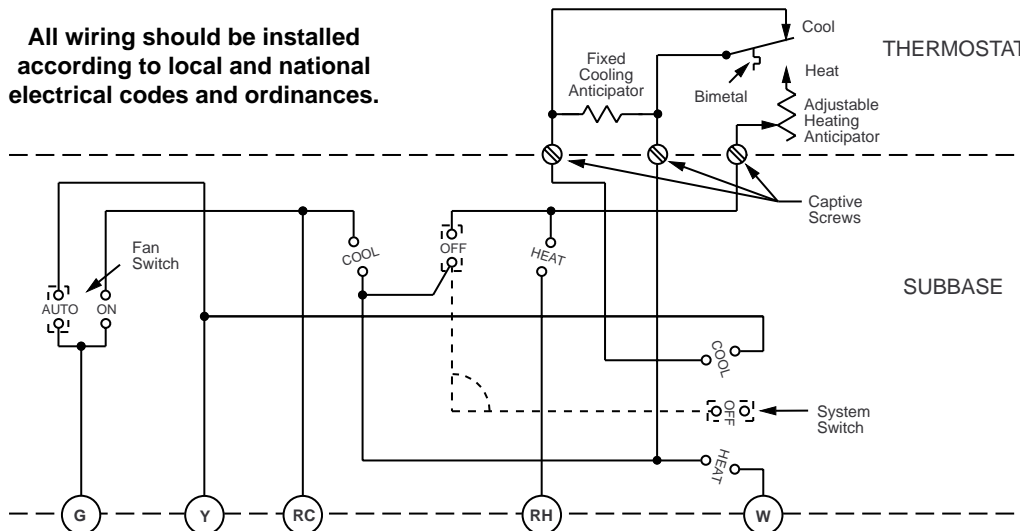 All wiring should be installed
according to local and national
electrical codes and ordinances.
Cool
THERMOSTAT
Fixed
Cooling
Anticipator
Bimetal
Heat
Adjustable
Heating
Anticipator
Captive
Screws
Fan
Switch
COOL
OFF
HEAT
AUTO
ON
SUBBASE
COOL
OFF
System
Switch
HEAT
G
Y
RC
RH
W